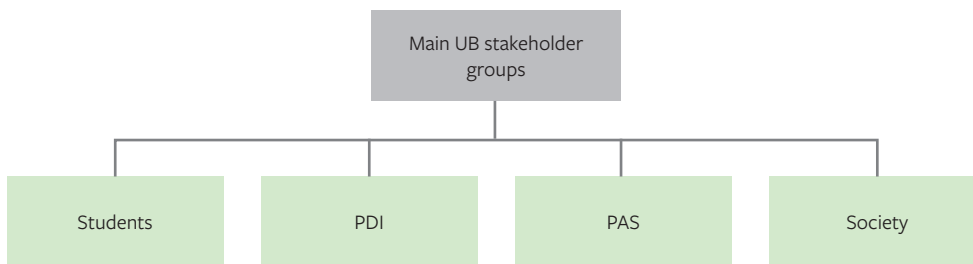 Main UB stakeholder
groups
Students
PDI
PAS
Society